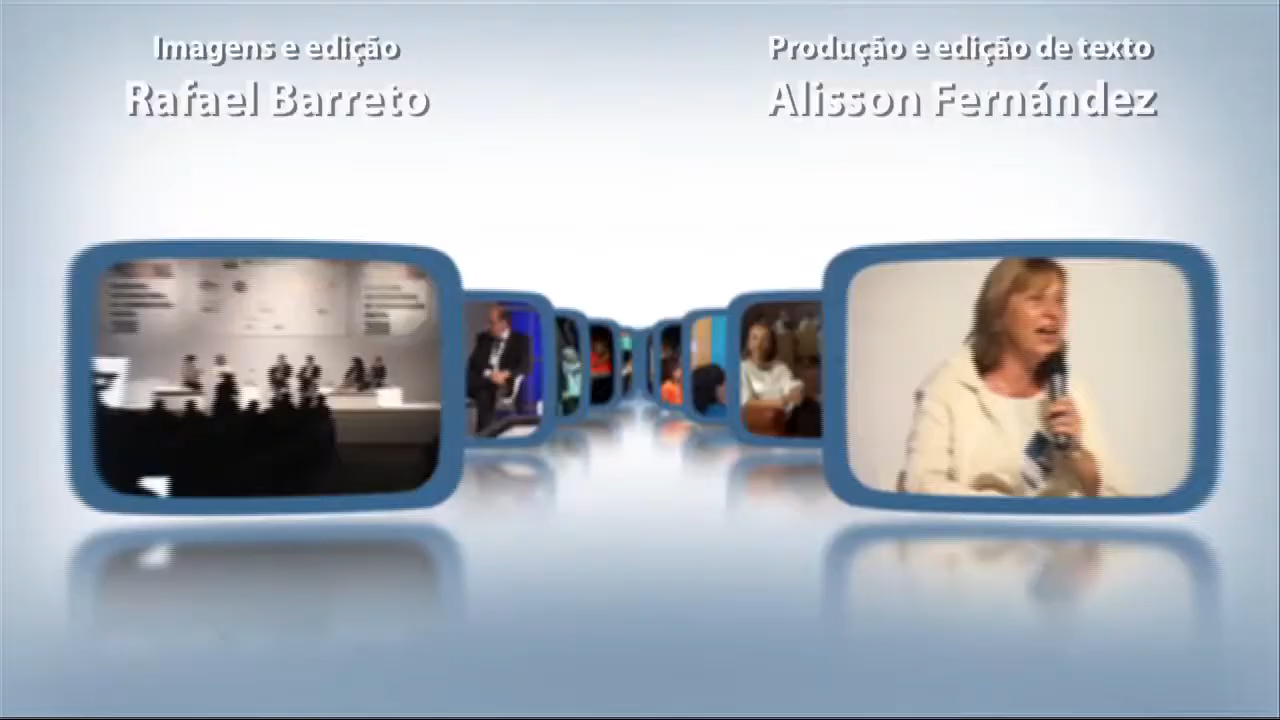 Imagens e edição
Rafael Barreto
Produção e edição de texto
Alisson Fernández